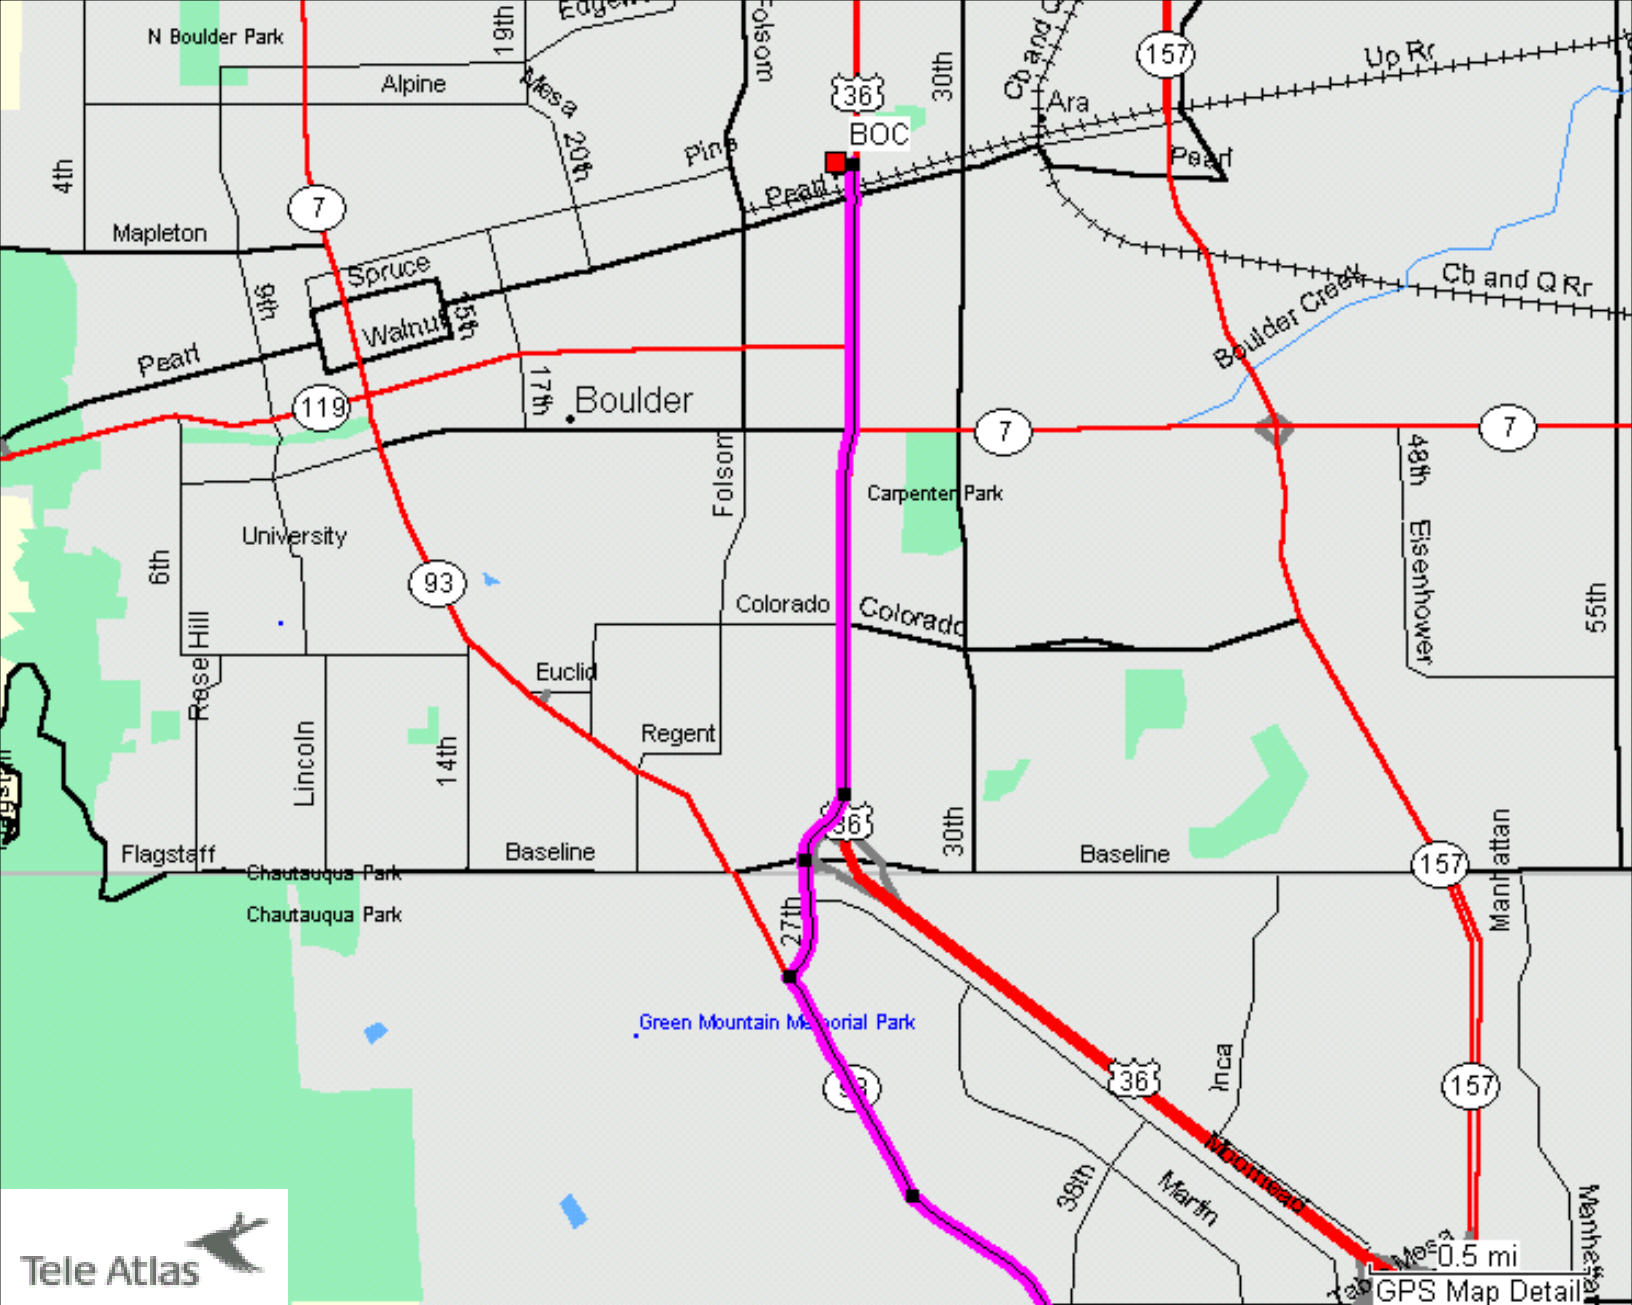 Edgew
19th
Folsom
N Boulder Park
Alpine
Mesa
36
30th
Cb and Q
157
Up Rr
Ara
BOC
4th
20th
Pine
Pearl
Pearl
7
Mapleton
Spruce
9th
15th
Walnut
Pearl
Cb and Q Rr
Boulder Creek
17th
119
Boulder
7
7
Folsom
48th
Carpenter Park
University
Eisenhower
6th
93
Colorado
Colorado
55th
Rose Hill
Euclid
Regent
Lincoln
14th
36
30th
Manhattan
Flagstaff
Baseline
Baseline
157
Chautauqua Park
Chautauqua Park
27th
Green Mountain Memorial Park
93
36
Inca
157
Moorhead
38th
Martin
Manhattan
Mesa
0.5 mi
Tele Atlas
GPS Map Detail